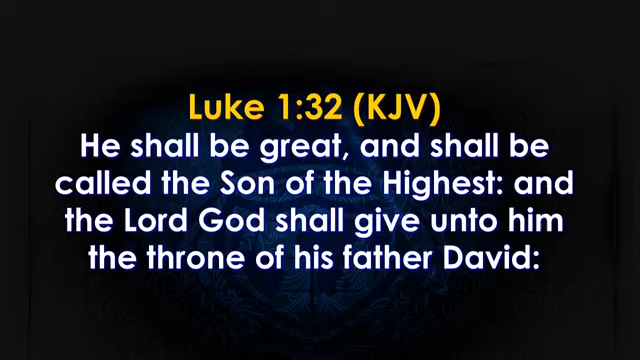 Luke 1:32 (KJV)
He shall be great, and shall be
called the Son of the Highest: and
the Lord God shall give unto him
the throne of his father David: